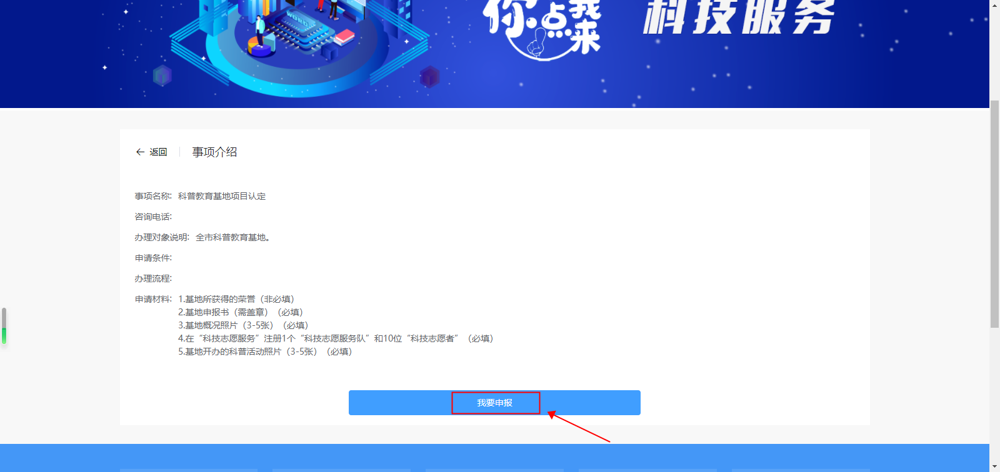 你点我来
科技服务
WORD
返回
事项介绍
事项名称: 科普教育基地项目认定
咨询电话:
办理对象说明: 全市科普教育基地。
申请条件:
办理流程:
申请材料: 1.基地所获得的荣誉（非必填）
2.基地申报书（需盖章）（必填）
3.基地概况照片（3-5张）（必填）
4.在“科技志愿服务”注册1个“科技志愿服务队”和10位“科技志愿者”（必填）
5.基地开办的科普活动照片（3-5张）（必填）
我要申报